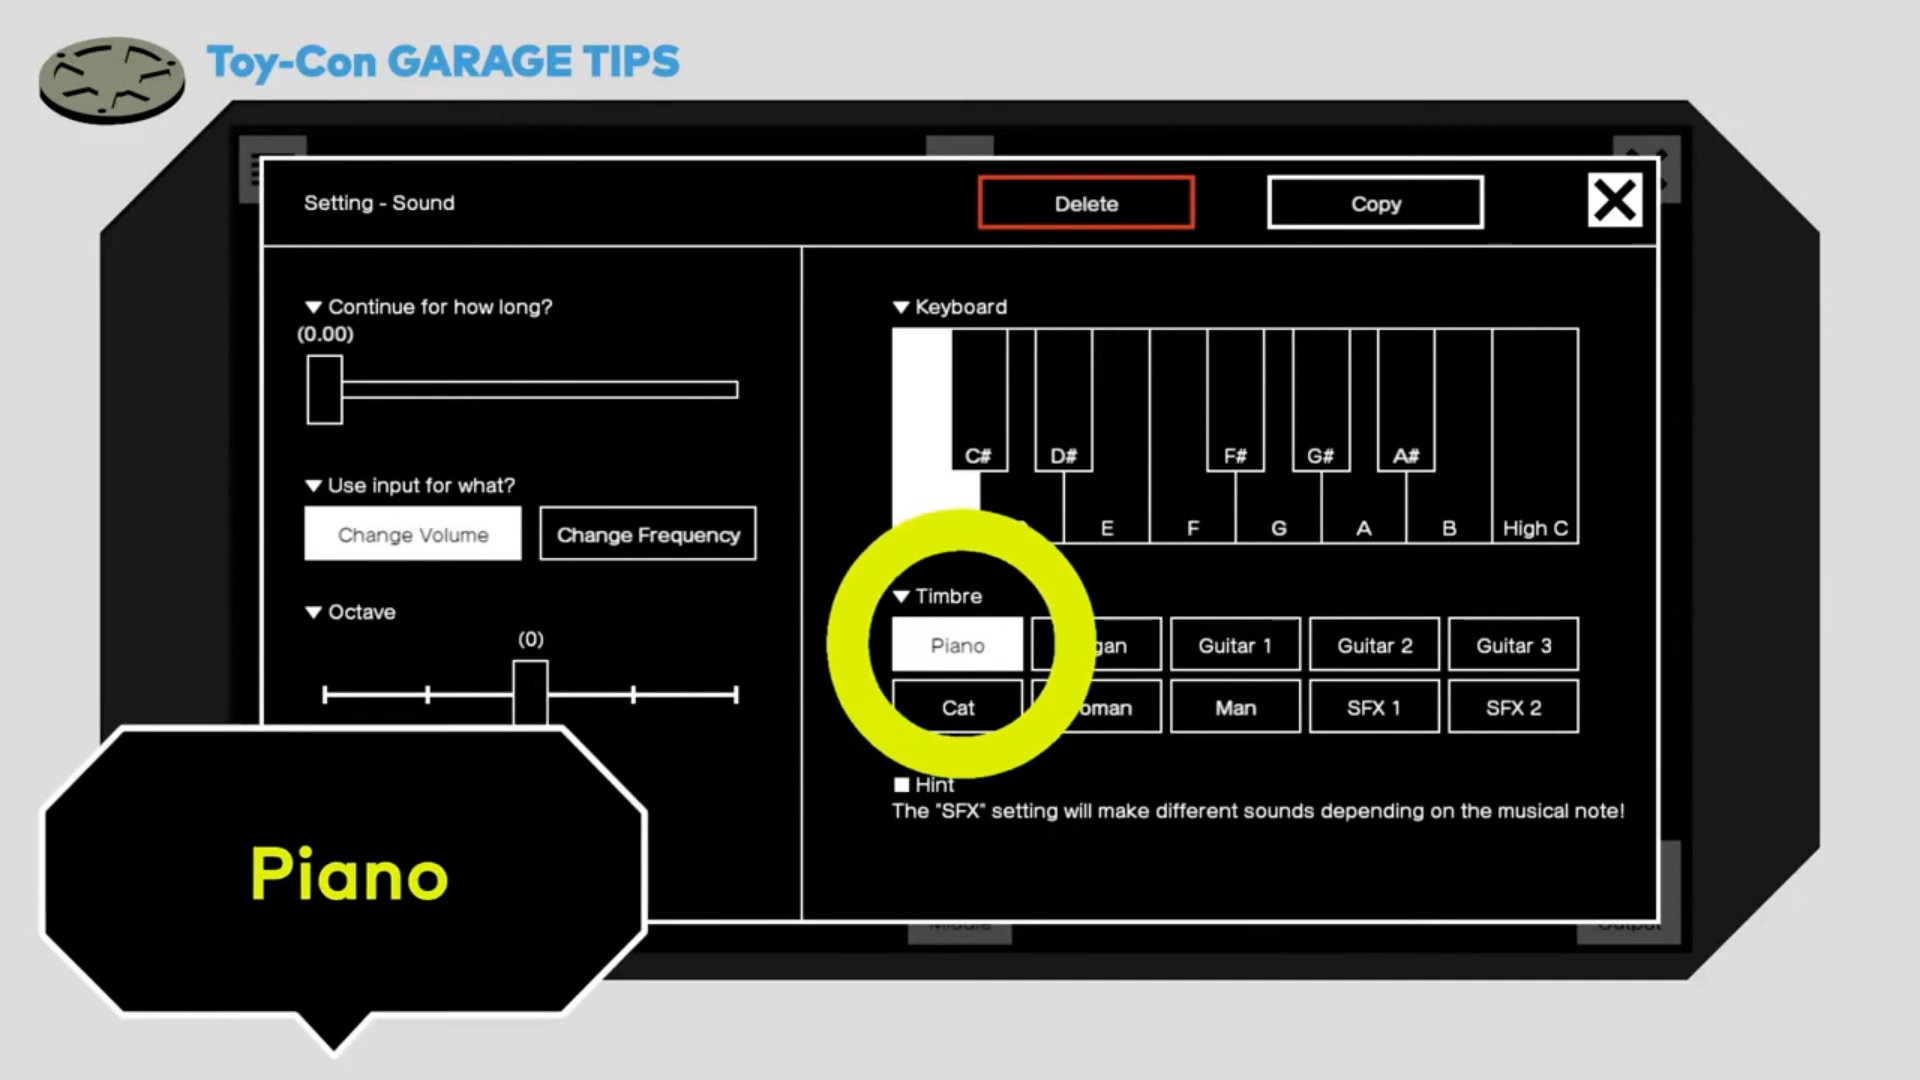 Toy-Con GARAGE TIPS
Setting - Sound
Delete
Copy
▼ Continue for how long?
(0.00)
▼ Use input for what?
Change Volume
Change Frequency
▼ Octave
(0)
▼ Keyboard
C# D# F# G# A#
E F G A B High C
▼ Timbre
Piano Guitar 1 Guitar 2 Guitar 3
Cat Man SFX 1 SFX 2
■ Hint
The "SFX" setting will make different sounds depending on the musical note!
Piano
Middle
Output